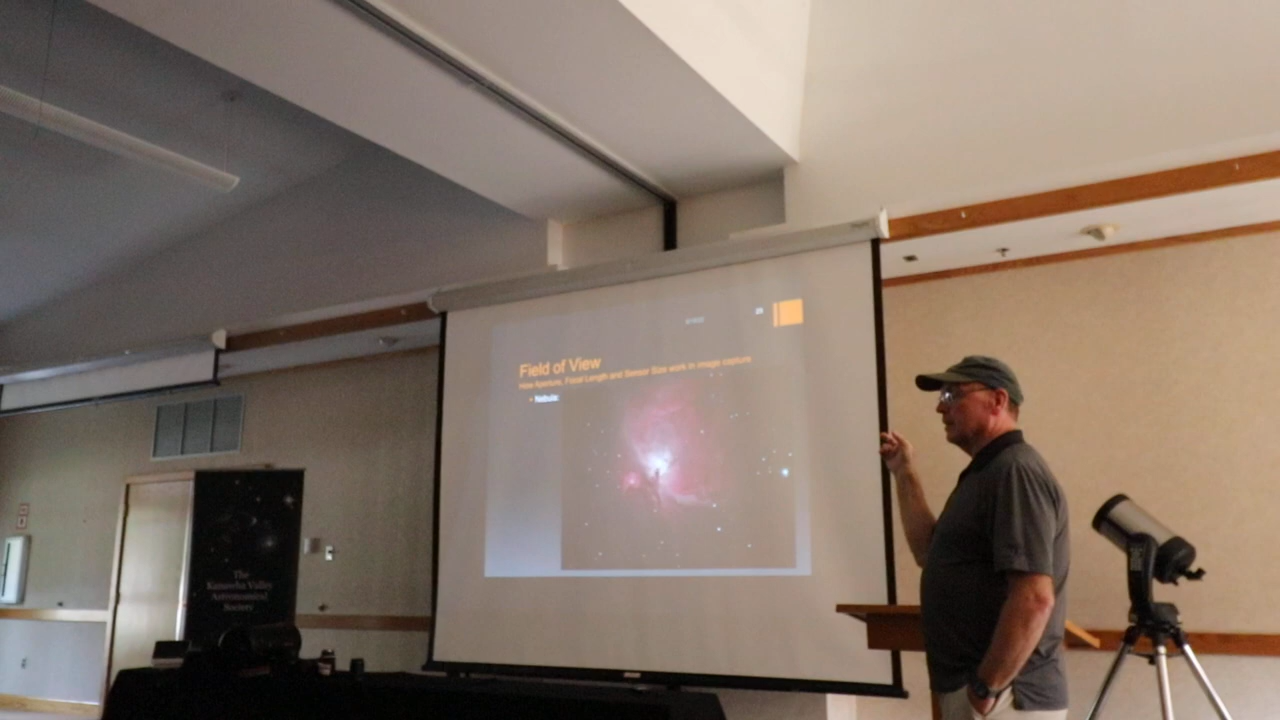 Field of View
How Aperture, Focal Length and Sensor Size work in image capture
Nebula:
The
Kanawha Valley
Astronomical
Society